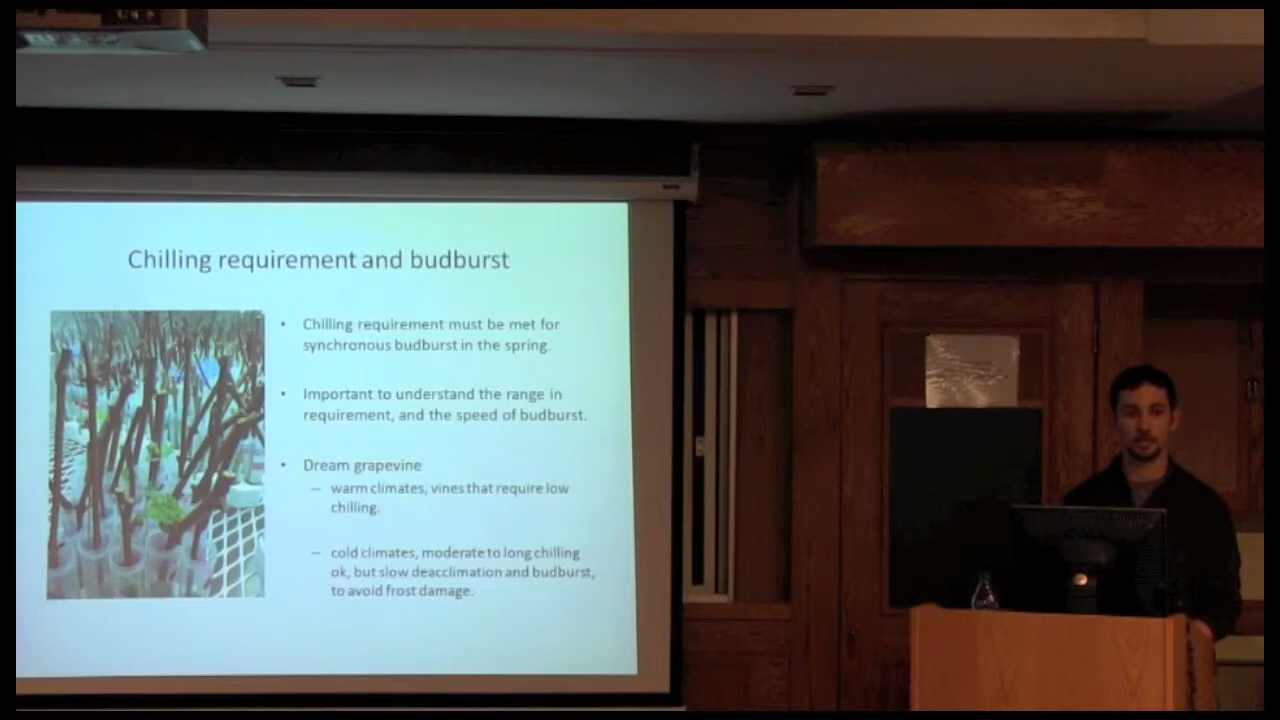 Chilling requirement and budburst
• Chilling requirement must be met for
synchronous budburst in the spring.
• Important to understand the range in
requirement, and the speed of budburst.
• Dream grapevine
– warm climates, vines that require low
chilling.
– cold climates, moderate to long chilling
ok, but slow deacclimation and budburst,
to avoid frost damage.